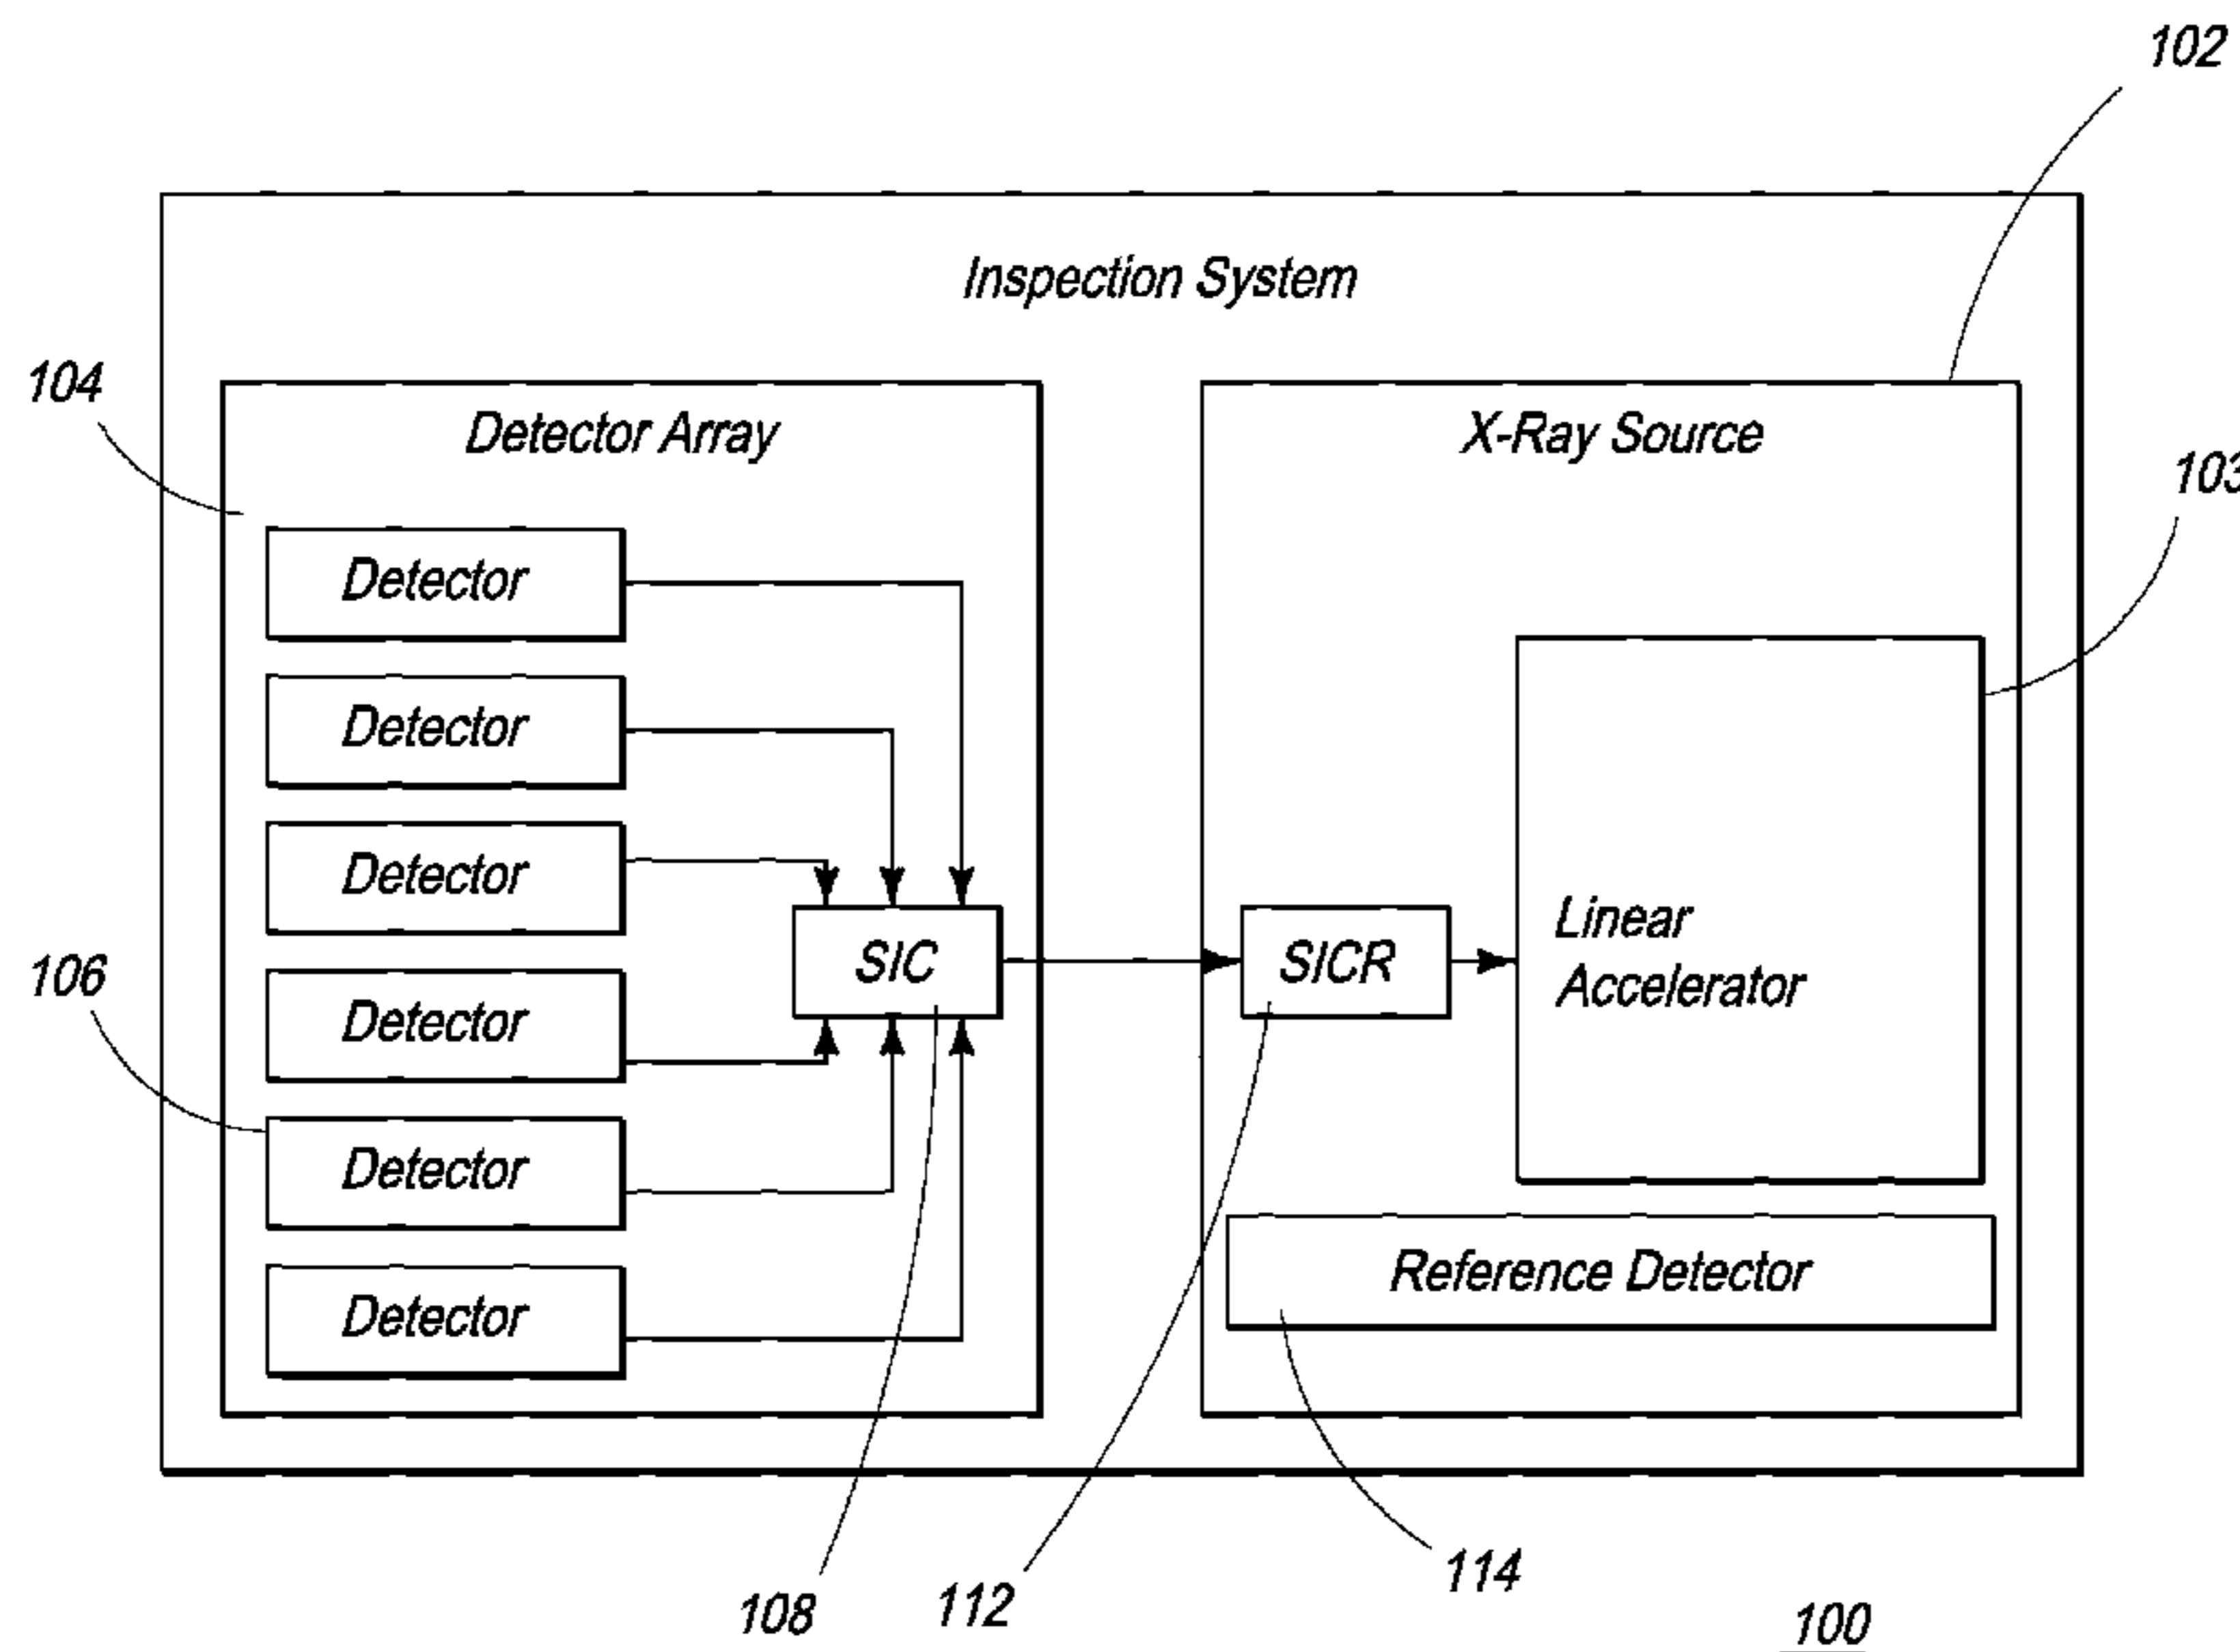 102
Inspection System
104
Detector Array
X-Ray Source
103
Detector
Detector
Detector
Detector
Detector
Detector
106
SIC
SICR
Linear
Accelerator
Reference Detector
108
112
114
100